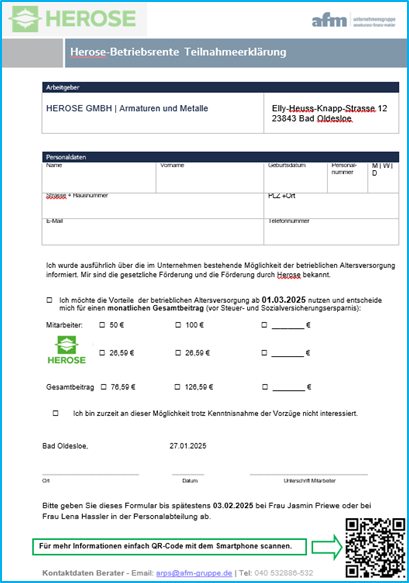 HEROSE
afm unternehmensgruppe
assekuranz-finanz-makler
Herose-Betriebsrente Teilnahmeerklärung
Arbeitgeber
HEROSE GMBH | Armaturen und Metalle
Elly-Heuss-Knapp-Strasse 12
23843 Bad Oldesloe
Personaldaten
Name Vorname Geburtsdatum Personal-nummer M | W | D
Strasse + Hausnummer PLZ +Ort
E-Mail Telefonnummer
Ich wurde ausführlich über die im Unternehmen bestehende Möglichkeit der betrieblichen Altersversorgung
informiert. Mir sind die gesetzliche Förderung und die Förderung durch Herose bekannt.
☐ Ich möchte die Vorteile der betrieblichen Altersversorgung ab 01.03.2025 nutzen und entscheide
mich für einen monatlichen Gesamtbeitrag (vor Steuer- und Sozialversicherungsersparnis):
Mitarbeiter: ☐ 50 € ☐ 100 € ☐ _______ €
HEROSE ☐ 26,59 € ☐ 26.59 € ☐ _______ €
Gesamtbeitrag ☐ 76,59 € ☐ 126,59 € ☐ _______ €
☐ Ich bin zurzeit an dieser Möglichkeit trotz Kenntnisnahme der Vorzüge nicht interessiert.
Bad Oldesloe, 27.01.2025
Ort Datum Unterschrift Mitarbeiter
Bitte geben Sie dieses Formular bis spätestens 03.02.2025 bei Frau Jasmin Priewe oder bei
Frau Lena Hassler in der Personalabteilung ab.
Für mehr Informationen einfach QR-Code mit dem Smartphone scannen.
Kontaktdaten Berater - Email: arps@afm-gruppe.de | Tel: 040 532886-532